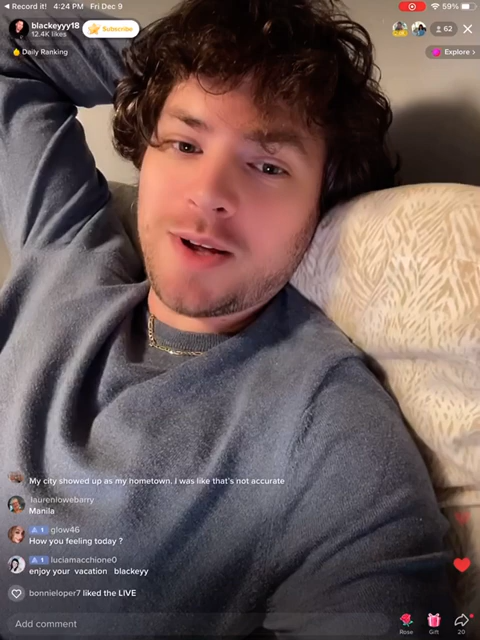 Record it! 4:24 PM Fri Dec 9 59%
blackeyyy18
12.4K likes
Subscribe
62
Daily Ranking
Explore
My city showed up as my hometown. I was like that's not accurate
laurenlowebarry
Manila
1 glow46
How you feeling today ?
1 luciamacchione0
enjoy your vacation blackeyy
bonnieloper7 liked the LIVE
Add comment
Rose
Gift
20